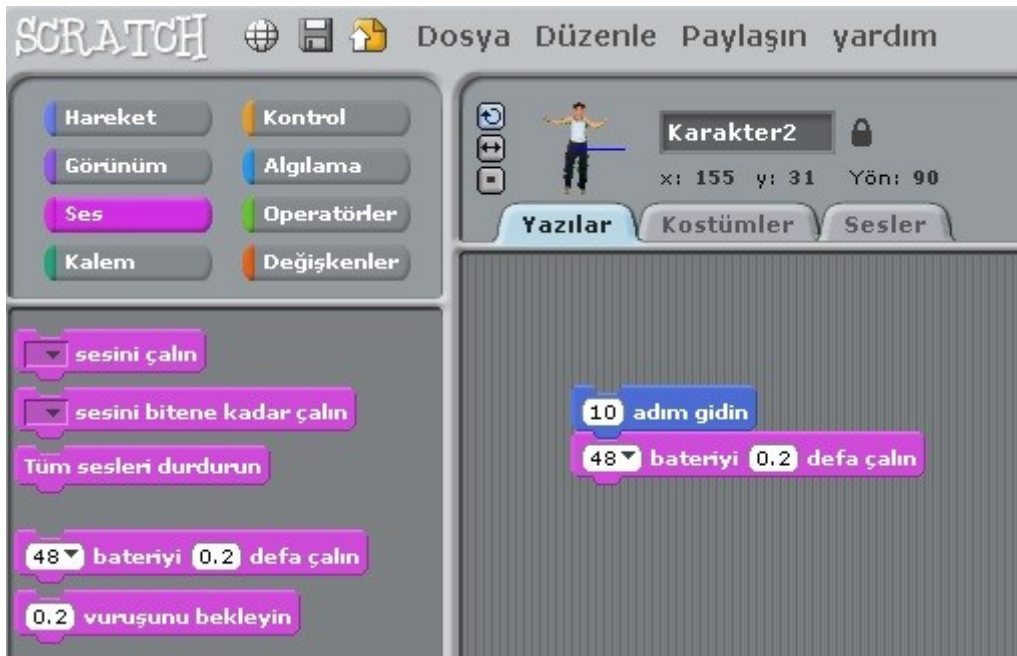 SCRATCH Dosya Düzenle Paylaşın yardım
Hareket Kontrol
Görünüm Algılama
Ses Operatörler
Kalem Değişkenler
Karakter2
x: 155 y: 31 Yön: 90
Yazılar Kostümler Sesler
sesini çalın
sesini bitene kadar çalın
Tüm sesleri durdurun
48 bateriyi 0.2 defa çalın
0.2 vuruşunu bekleyin
10 adım gidin
48 bateriyi 0.2 defa çalın